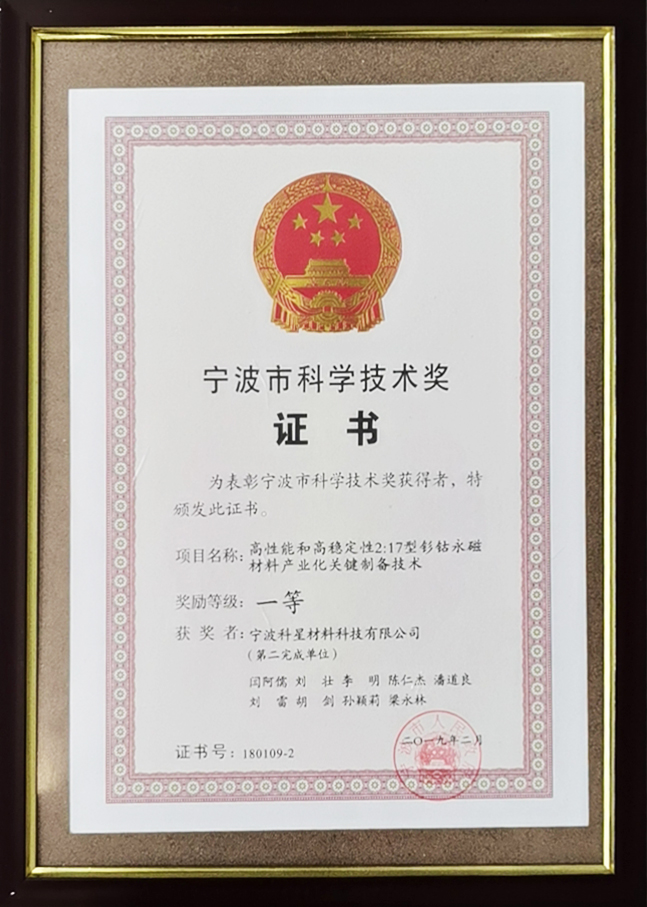 宁波市科学技术奖
证 书
为表彰宁波市科学技术奖获得者，特
颁发此证书。
项目名称：高性能和高稳定性2:17型钐钴永磁
材料产业化关键制备技术
奖励等级：一等
获 奖 者：宁波科星材料科技有限公司
（第二完成单位）
闫阿儒 刘 壮 李 明 陈仁杰 潘道良
刘 雷 胡 剑 孙颖莉 梁永林
二〇一九年二月
证书号：180109-2